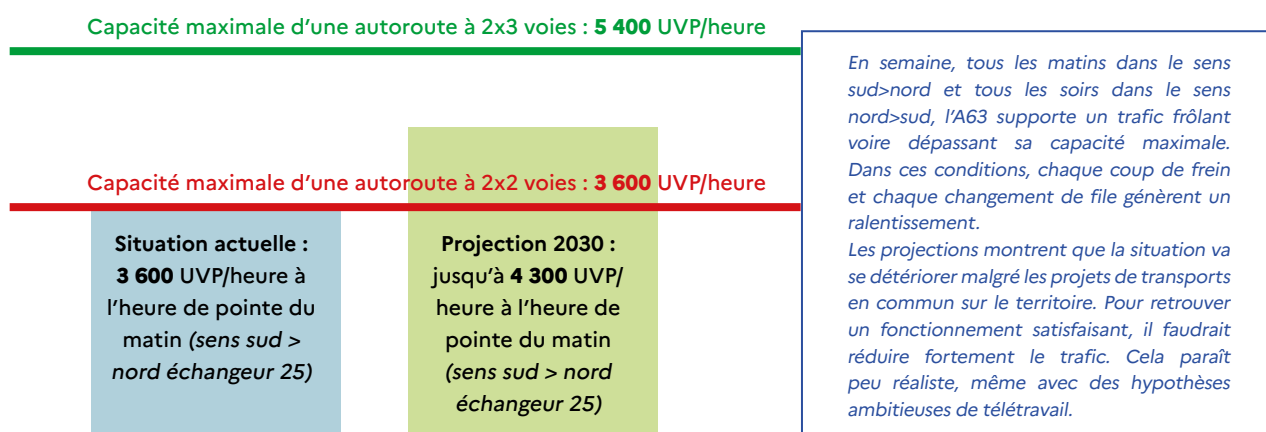 Capacité maximale d'une autoroute à 2x3 voies : 5 400 UVP/heure
Capacité maximale d'une autoroute à 2x2 voies : 3 600 UVP/heure
Situation actuelle :
3 600 UVP/heure à
l'heure de pointe du
matin (sens sud >
nord échangeur 25)
Projection 2030 :
jusqu'à 4 300 UVP/
heure à l'heure de
pointe du matin
(sens sud > nord
échangeur 25)
En semaine, tous les matins dans le sens
sud>nord et tous les soirs dans le sens
nord>sud, l'A63 supporte un trafic frôlant
voire dépassant sa capacité maximale.
Dans ces conditions, chaque coup de frein
et chaque changement de file génèrent un
ralentissement.
Les projections montrent que la situation va
se détériorer malgré les projets de transports
en commun sur le territoire. Pour retrouver
un fonctionnement satisfaisant, il faudrait
réduire fortement le trafic. Cela paraît
peu réaliste, même avec des hypothèses
ambitieuses de télétravail.